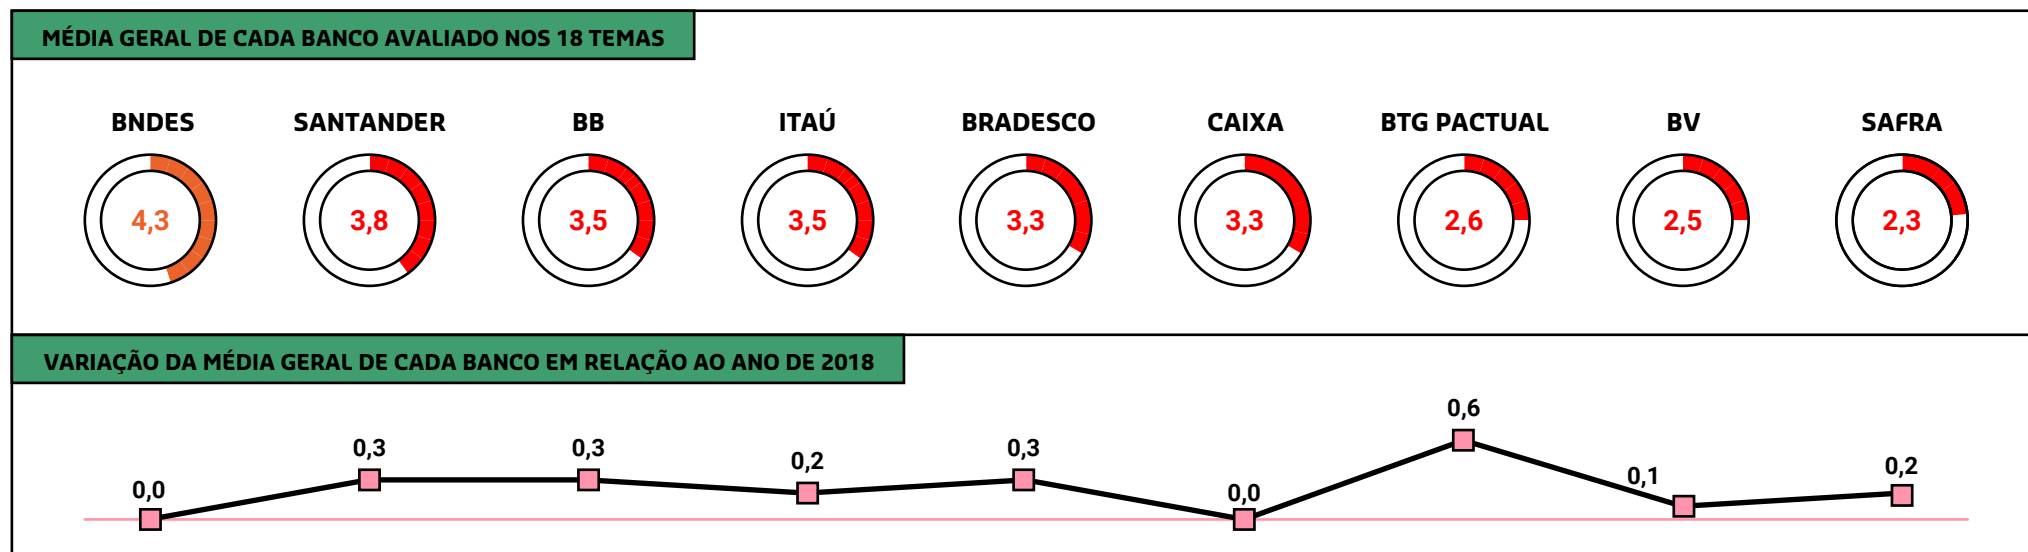 MÉDIA GERAL DE CADA BANCO AVALIADO NOS 18 TEMAS
BNDES SANTANDER BB ITAÚ BRADESCO CAIXA BTG PACTUAL BV SAFRA
4,3 3,8 3,5 3,5 3,3 3,3 2,6 2,5 2,3
VARIAÇÃO DA MÉDIA GERAL DE CADA BANCO EM RELAÇÃO AO ANO DE 2018
0,0 0,3 0,3 0,2 0,3 0,0 0,6 0,1 0,2